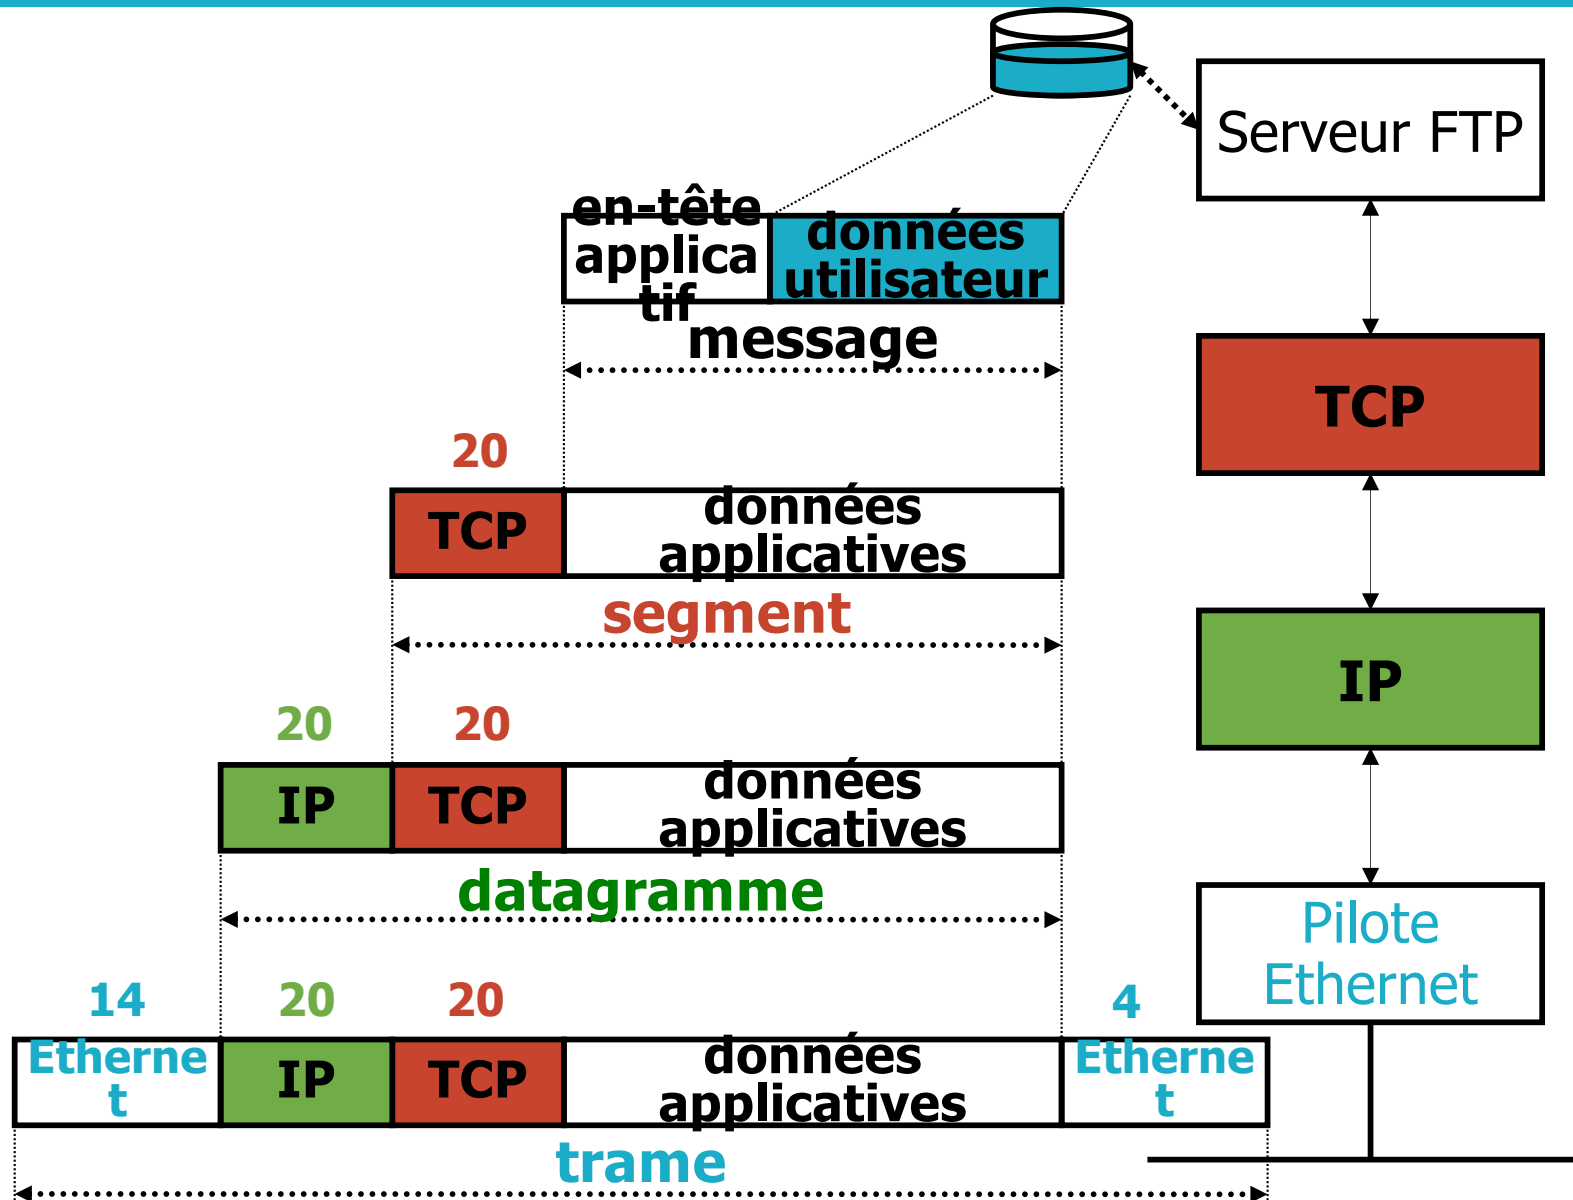 Serveur FTP
en-tête
applica
tif
données
utilisateur
message
TCP
20
TCP
données
applicatives
segment
IP
20
20
IP
TCP
données
applicatives
datagramme
Pilote
Ethernet
14
20
20
4
Etherne
t
IP
TCP
données
applicatives
Etherne
t
trame